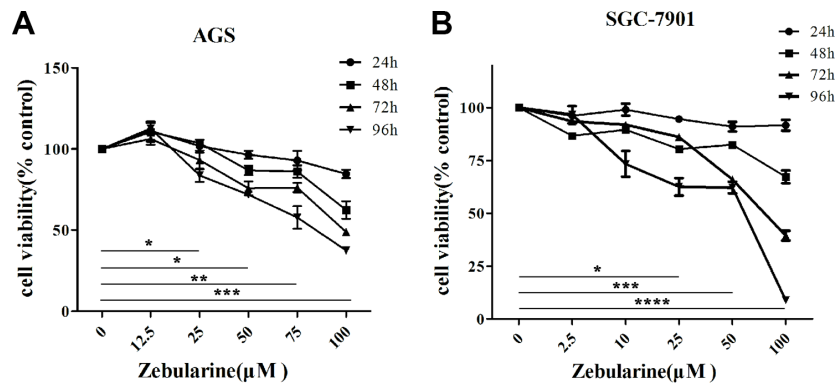 A
AGS
24h
48h
72h
96h
cell viability(% control)
150
100
50
0
*
*
**
***
0
12.5
25
50
75
100
Zebularine(μM )
B
SGC-7901
24h
48h
72h
96h
cell viability(% control)
100
75
50
25
0
*
***
****
0
2.5
10
25
50
100
Zebularine(μM )